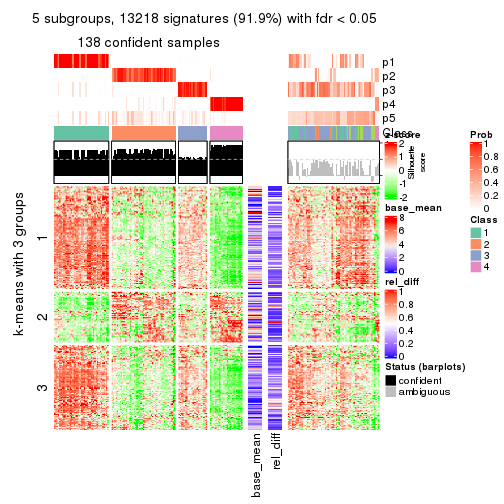 5 subgroups, 13218 signatures (91.9%) with fdr < 0.05
138 confident samples
p1
p2
p3
p4
p5
Class
z-score
2
1
0
-1
-2
Silhouette
score
Prob
1
0.8
0.6
0.4
0.2
0
base_mean
8
6
4
2
0
Class
1
2
3
4
rel_diff
1
0.8
0.6
0.4
0.2
0
Status (barplots)
confident
ambiguous
k-means with 3 groups
1
2
3
base_mean
rel_diff